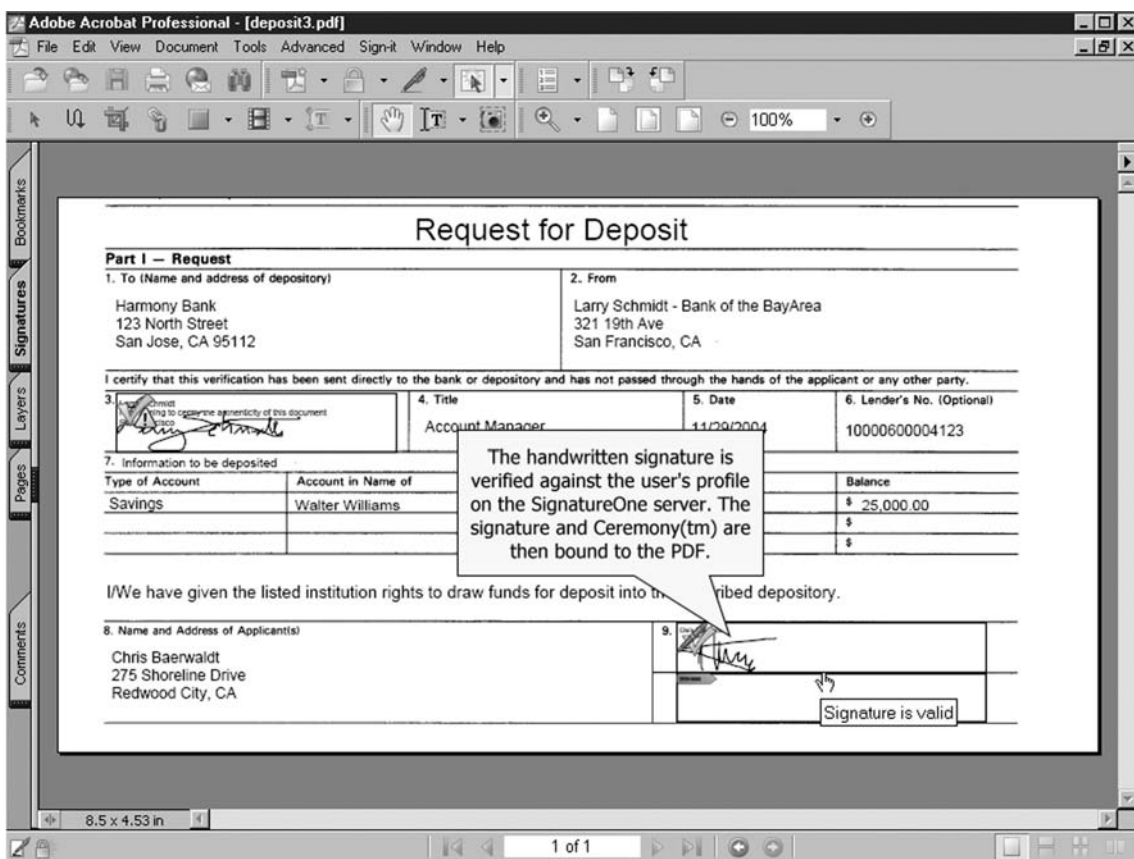 Adobe Acrobat Professional - [deposit3.pdf]
File Edit View Document Tools Advanced Sign-it Window Help
100%
Bookmarks
Signatures
Layers
Pages
Comments
Request for Deposit
Part I — Request
1. To (Name and address of depository)
2. From
Harmony Bank
123 North Street
San Jose, CA 95112
Larry Schmidt - Bank of the BayArea
321 19th Ave
San Francisco, CA
I certify that this verification has been sent directly to the bank or depository and has not passed through the hands of the applicant or any other party.
3.
4. Title
5. Date
6. Lender's No. (Optional)
Account Manager
11/29/2004
10000600004123
7. Information to be deposited
Type of Account
Account in Name of
Balance
Savings
Walter Williams
$ 25,000.00
$
$
The handwritten signature is
verified against the user's profile
on the SignatureOne server. The
signature and Ceremony(tm) are
then bound to the PDF.
I/We have given the listed institution rights to draw funds for deposit into ribed depository.
8. Name and Address of Applicant(s)
9.
Chris Baerwaldt
275 Shoreline Drive
Redwood City, CA
Signature is valid
8.5 x 4.53 in
1 of 1